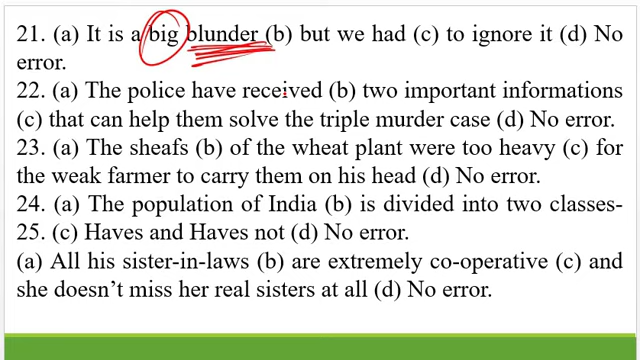 21. (a) It is a big blunder (b) but we had (c) to ignore it (d) No
error.
22. (a) The police have received (b) two important informations
(c) that can help them solve the triple murder case (d) No error.
23. (a) The sheafs (b) of the wheat plant were too heavy (c) for
the weak farmer to carry them on his head (d) No error.
24. (a) The population of India (b) is divided into two classes-
25. (c) Haves and Haves not (d) No error.
(a) All his sister-in-laws (b) are extremely co-operative (c) and
she doesn’t miss her real sisters at all (d) No error.